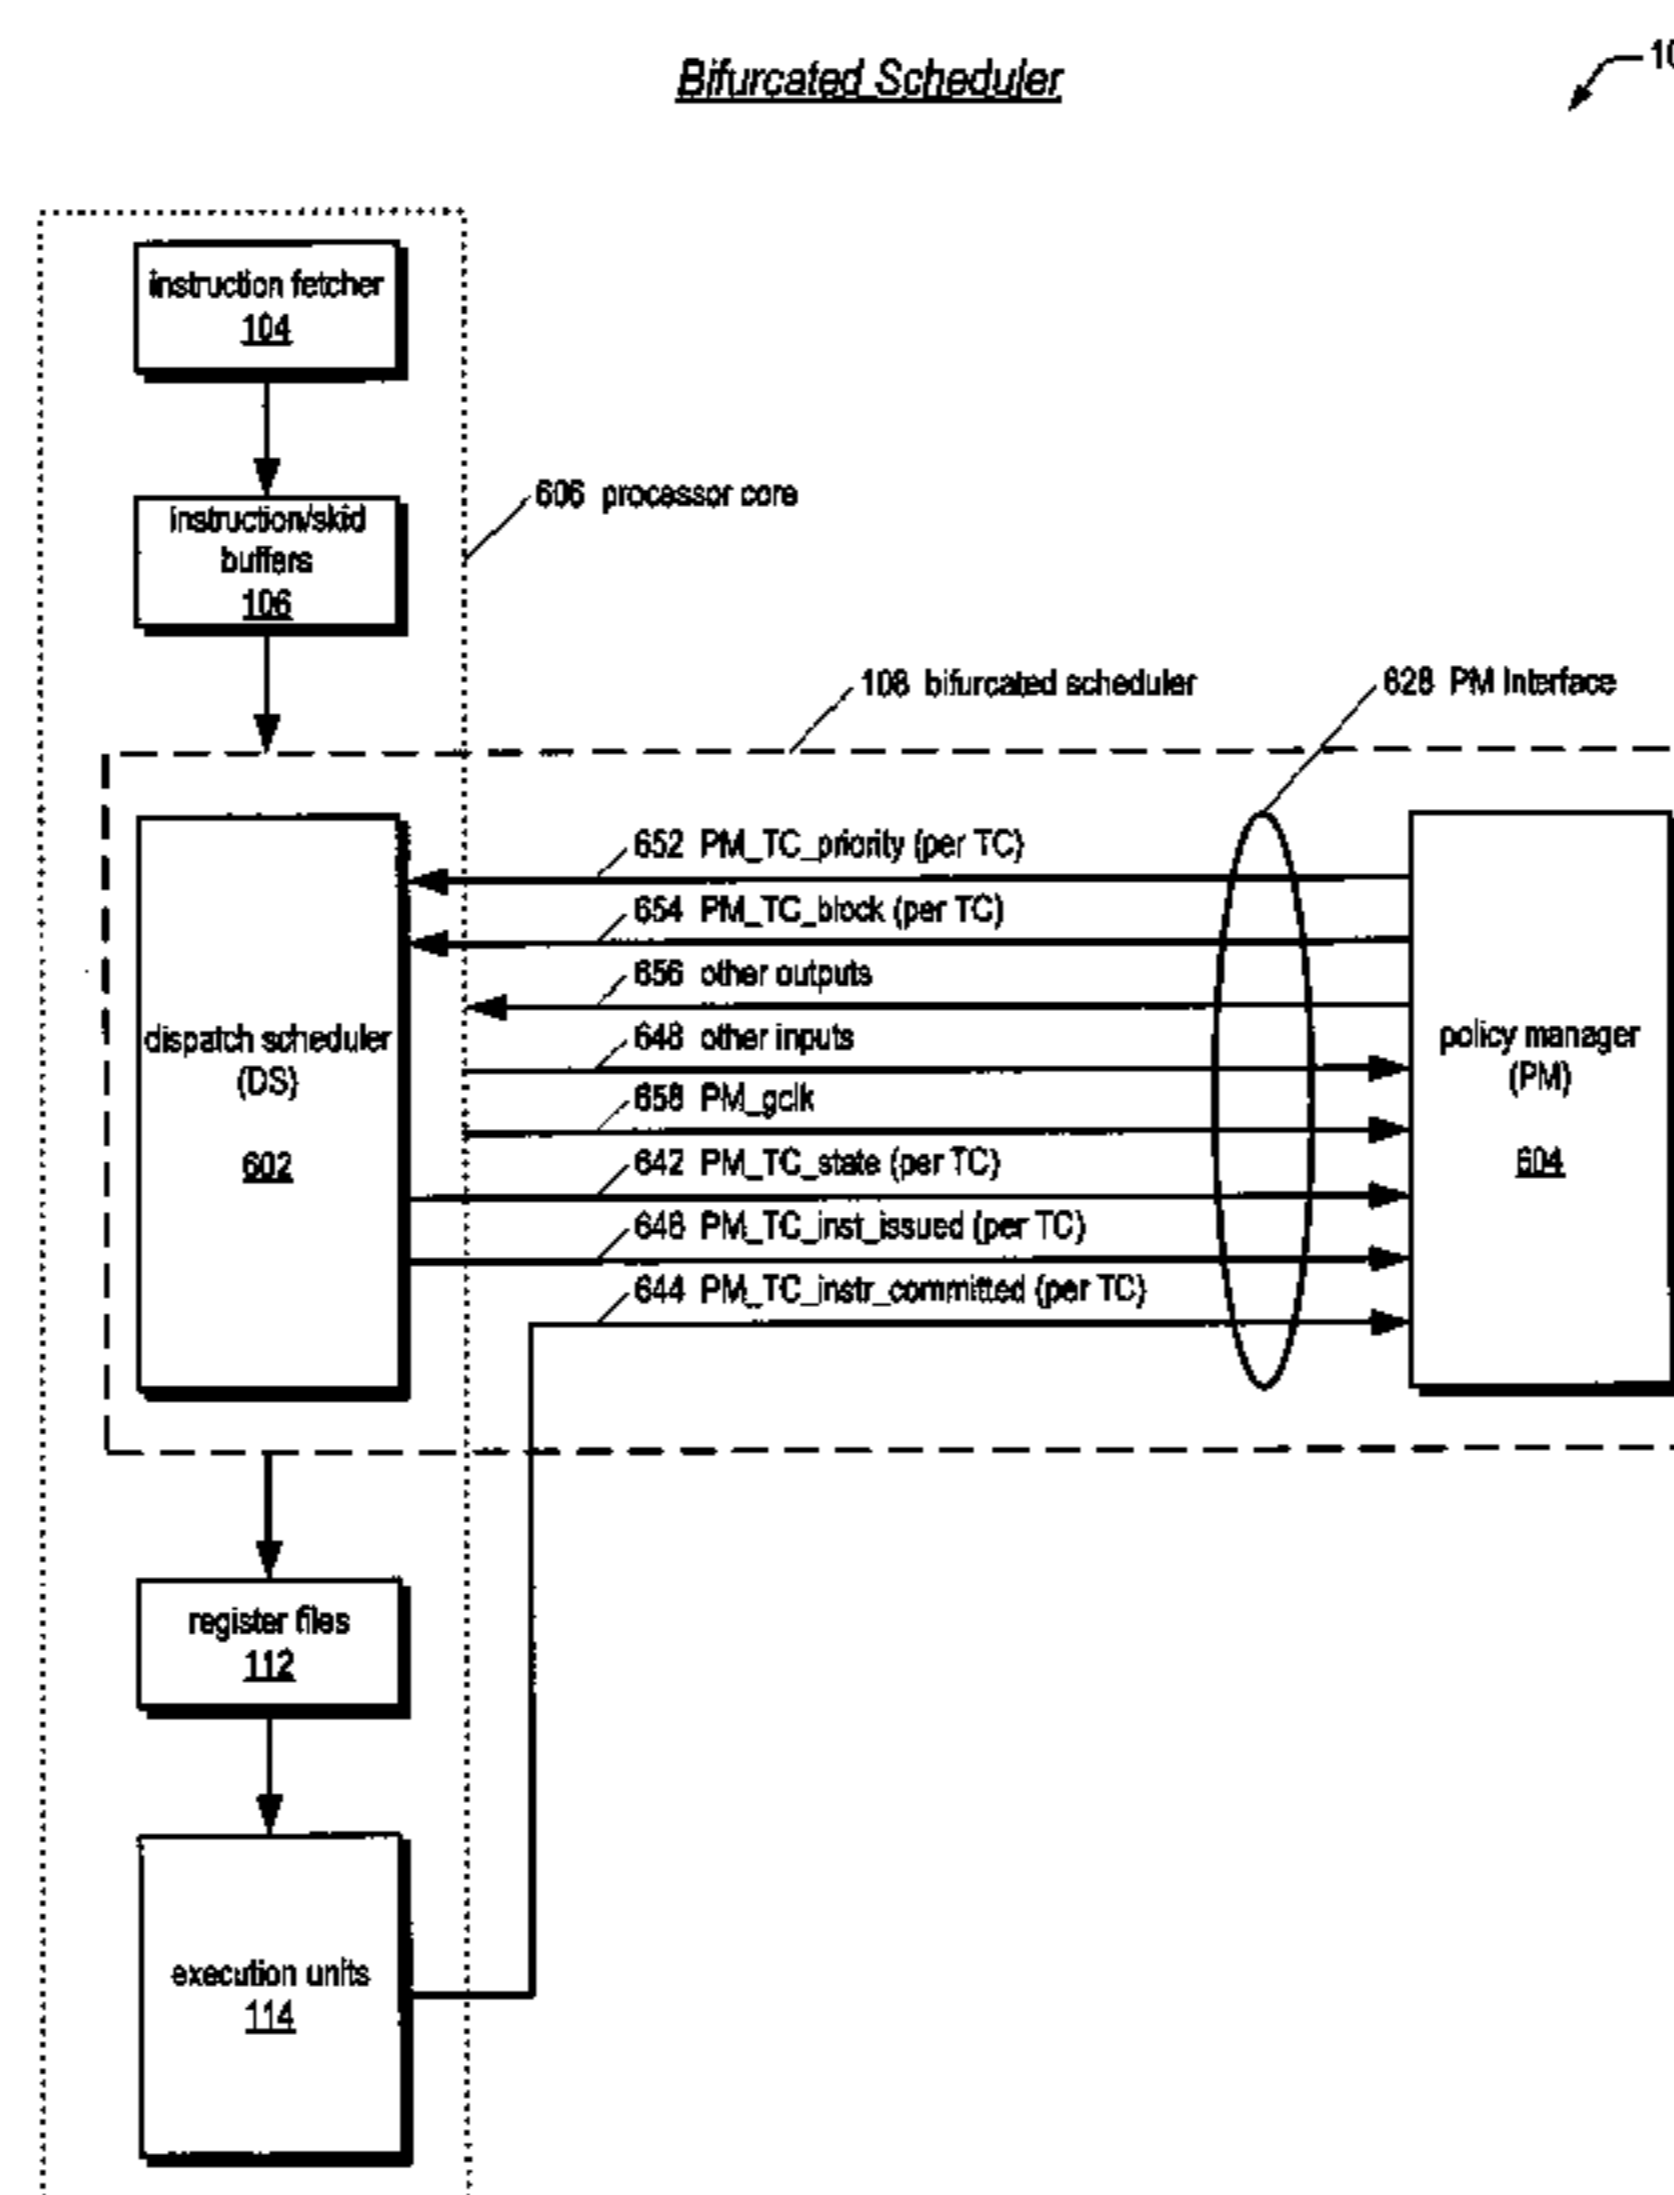 Bifurcated Scheduler
10
instruction fetcher
104
instruction/skid
buffers
106
606 processor core
108 bifurcated scheduler
628 PM Interface
652 PM_TC_priority (per TC)
654 PM_TC_block (per TC)
656 other outputs
648 other inputs
658 PM_gclk
642 PM_TC_state (per TC)
646 PM_TC_inst_issued (per TC)
644 PM_TC_instr_committed (per TC)
dispatch scheduler
(DS)
602
policy manager
(PM)
604
register files
112
execution units
114